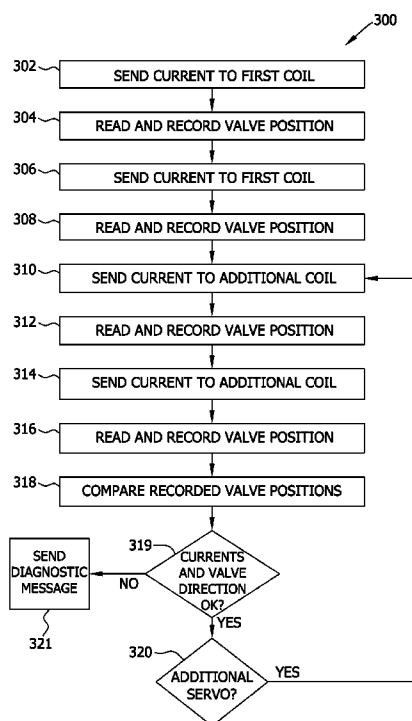 300
302
SEND CURRENT TO FIRST COIL
304
READ AND RECORD VALVE POSITION
306
SEND CURRENT TO FIRST COIL
308
READ AND RECORD VALVE POSITION
310
SEND CURRENT TO ADDITIONAL COIL
312
READ AND RECORD VALVE POSITION
314
SEND CURRENT TO ADDITIONAL COIL
316
READ AND RECORD VALVE POSITION
318
COMPARE RECORDED VALVE POSITIONS
319
CURRENTS
AND VALVE
DIRECTION
OK?
SEND
DIAGNOSTIC
MESSAGE
NO
321
YES
320
ADDITIONAL
SERVO?
YES